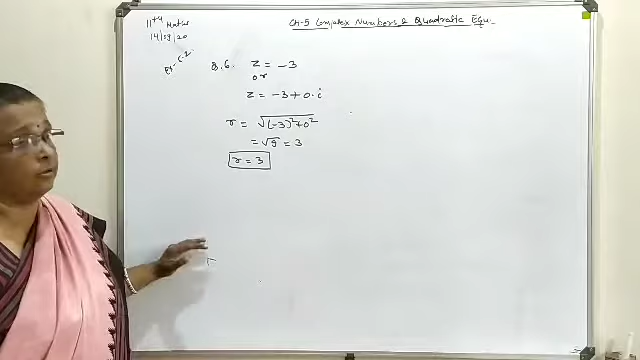 11th Maths
14/09/20
Ex-5.2
CH-5 Complex Numbers & Quadratic Equ.
Q.6. z = -3
or
z = -3+0.i
r = √(-3)²+0²
= √9 = 3
r = 3